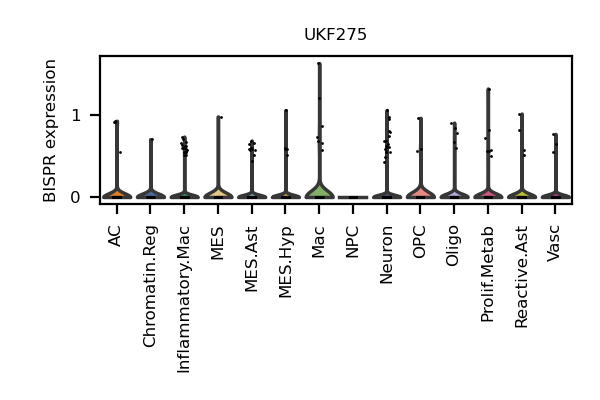 UKF275
BISPR expression
1
0
AC
Chromatin.Reg
Inflammatory.Mac
MES
MES.Ast
MES.Hyp
Mac
NPC
Neuron
OPC
Oligo
Prolif.Metab
Reactive.Ast
Vasc